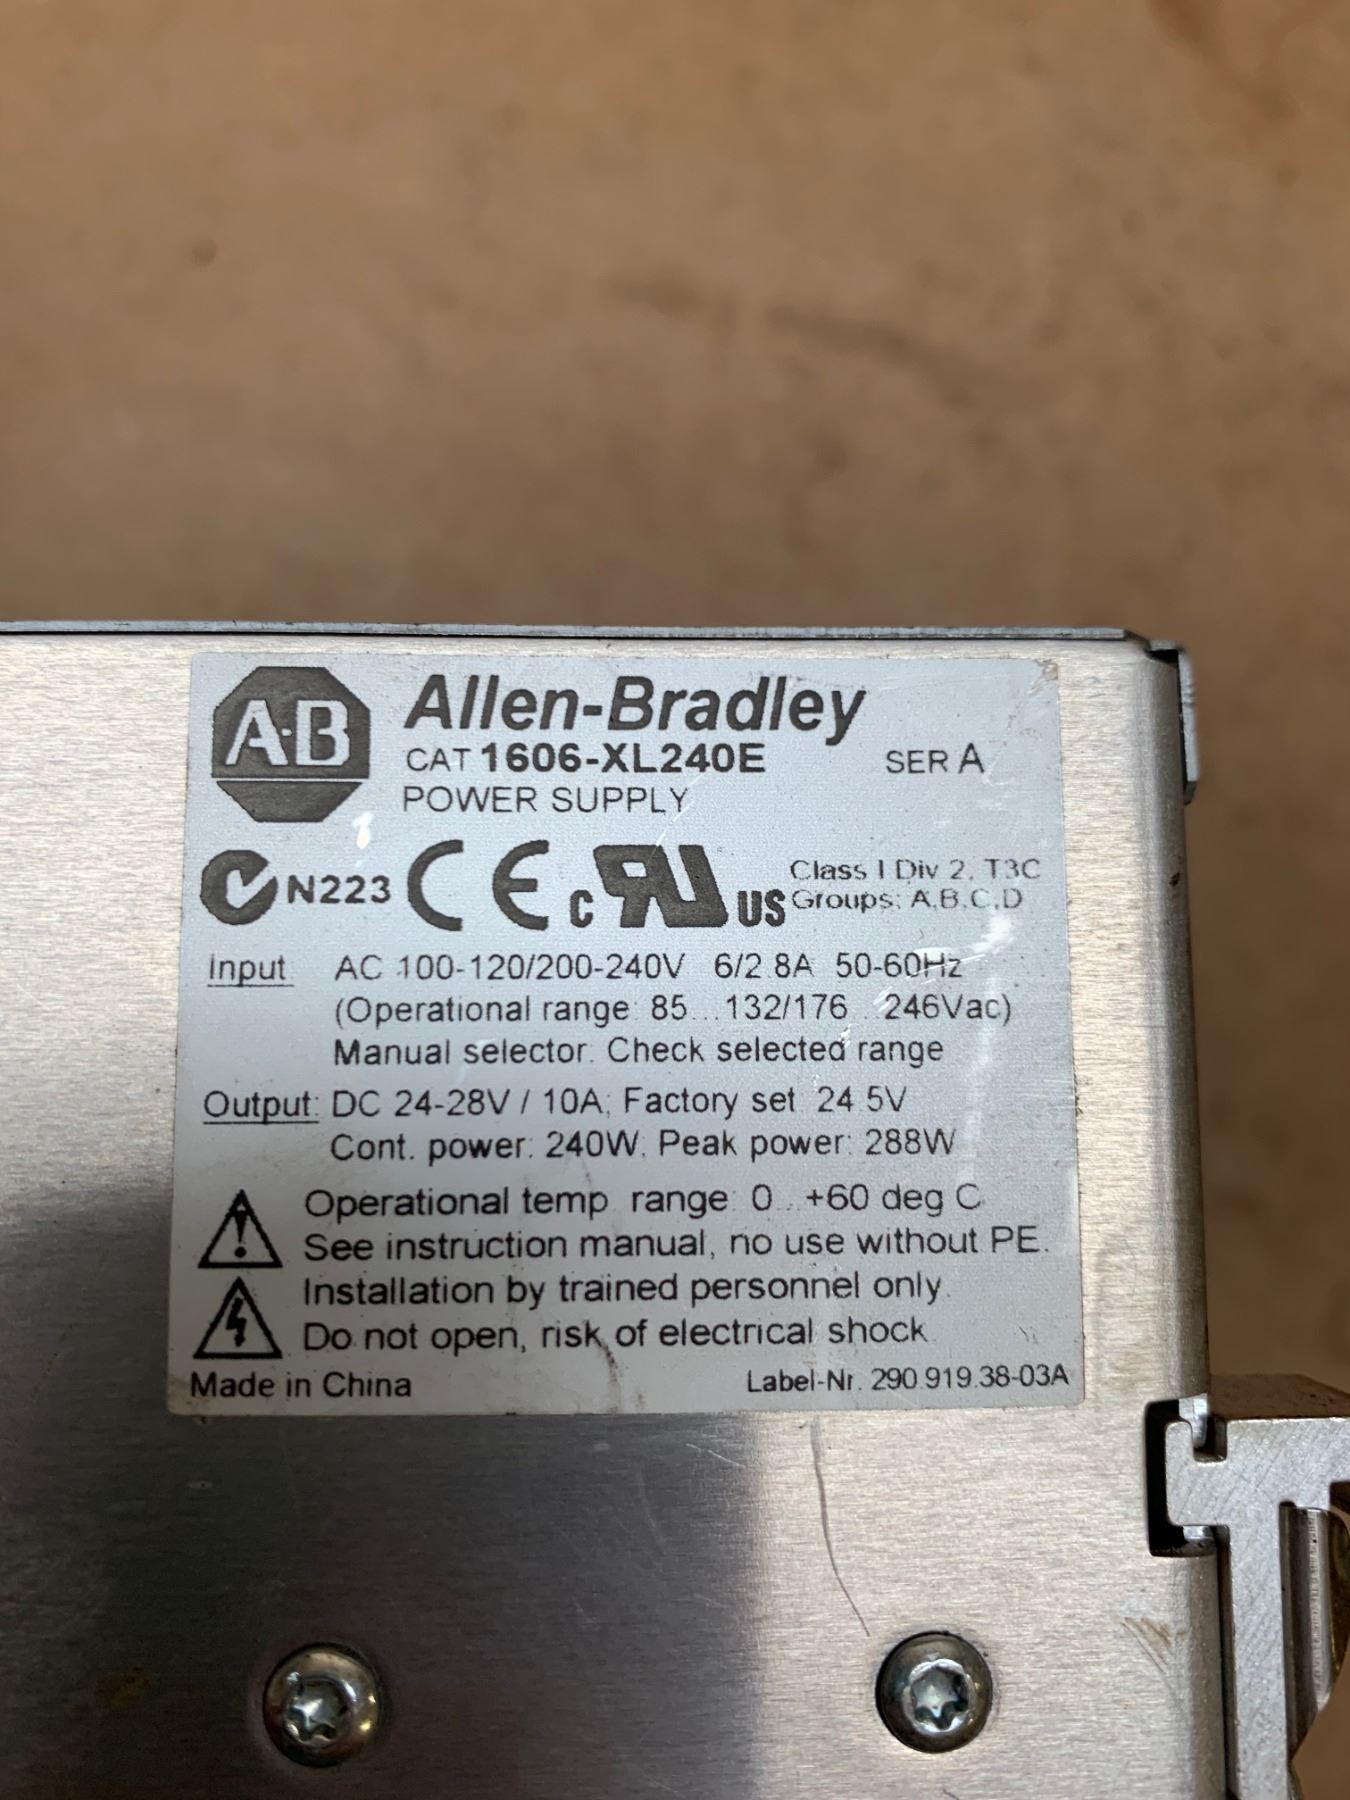 A·B Allen-Bradley
CAT 1606-XL240E SER A
POWER SUPPLY
N223 CE c RU US Class I Div 2, T3C
Groups: A,B,C,D
Input AC 100-120/200-240V 6/2.8A 50-60Hz
(Operational range: 85...132/176...246Vac)
Manual selector: Check selected range
Output: DC 24-28V / 10A; Factory set: 24.5V
Cont. power: 240W; Peak power: 288W
Operational temp. range: 0...+60 deg C
See instruction manual, no use without PE.
Installation by trained personnel only.
Do not open, risk of electrical shock.
Made in China Label-Nr. 290.919.38-03A